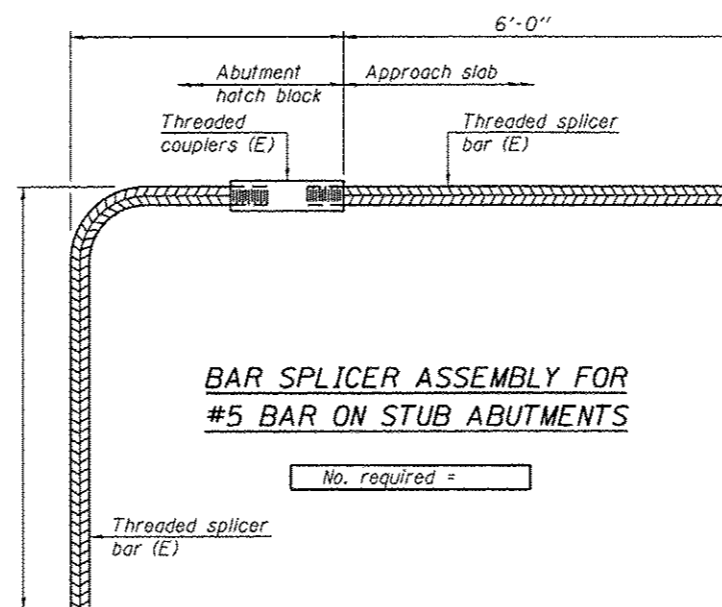 6'-0"
Abutment
hatch block
Approach slab
Threaded
couplers (E)
Threaded splicer
bar (E)
BAR SPLICER ASSEMBLY FOR
#5 BAR ON STUB ABUTMENTS
No. required =
Threaded splicer
bar (E)